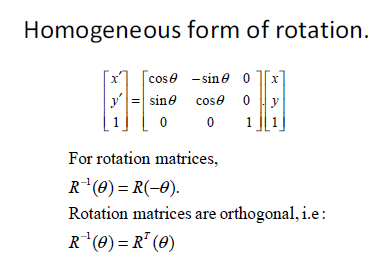 Homogeneous form of rotation.
[x′] [cosθ −sinθ 0][x]
[y′] = [sinθ cosθ 0].[y]
[1] [0 0 1][1]
For rotation matrices,
R⁻¹(θ) = R(−θ).
Rotation matrices are orthogonal, i.e :
R⁻¹(θ) = Rᵀ(θ)